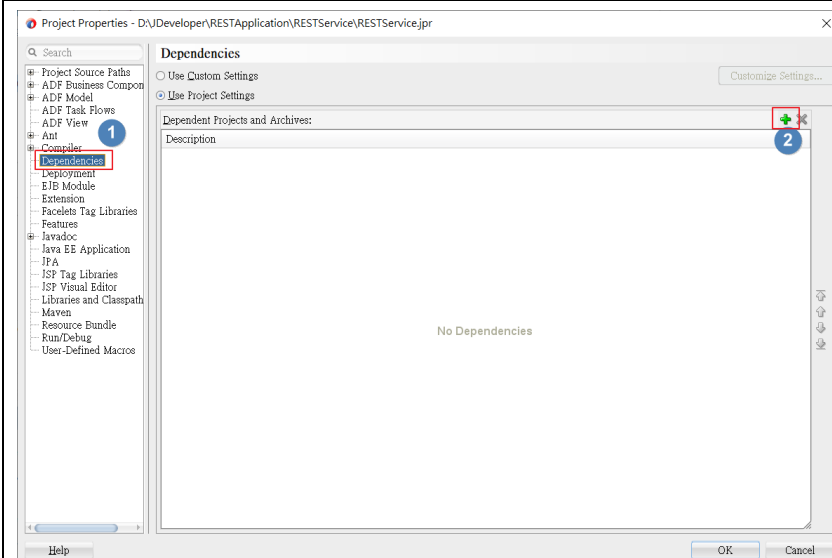 Project Properties - D:\JDeveloper\RESTApplication\RESTService\RESTService.jpr
Search
Project Source Paths
ADF Business Compon
ADF Model
ADF Task Flows
ADF View
Ant
Compiler
Dependencies
Deployment
EJB Module
Extension
Facelets Tag Libraries
Features
Javadoc
Java EE Application
JPA
JSP Tag Libraries
JSP Visual Editor
Libraries and Classpath
Maven
Resource Bundle
Run/Debug
User-Defined Macros
1
Dependencies
Use Custom Settings
Customize Settings...
Use Project Settings
Dependent Projects and Archives:
2
Description
No Dependencies
Help
OK
Cancel